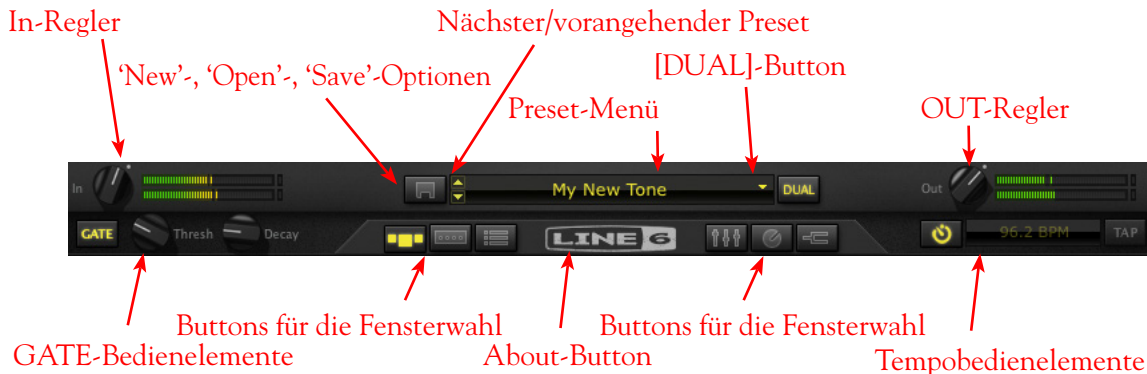 In-Regler
Nächster/vorangehender Preset
‘New’-, ‘Open’-, ‘Save’-Optionen
[DUAL]-Button
Preset-Menü
OUT-Regler
In
My New Tone
DUAL
Out
GATE
Thresh
Decay
LINE 6
96.2 BPM
TAP
Buttons für die Fensterwahl
Buttons für die Fensterwahl
GATE-Bedienelemente
About-Button
Tempobedienelemente